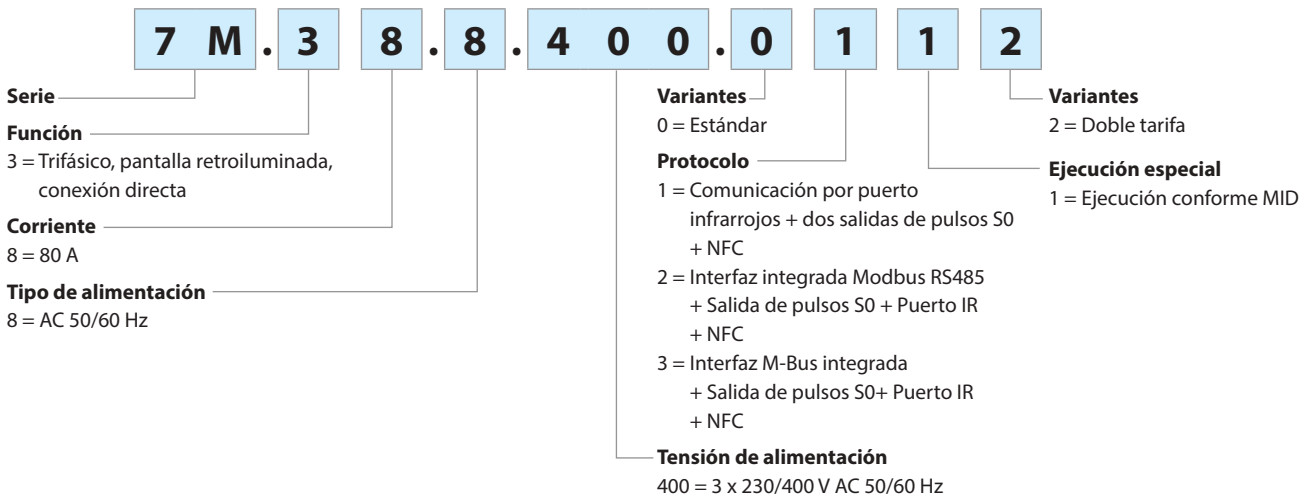 7 M . 3 8 . 8 . 4 0 0 . 0 1 1 2
Serie
Función
3 = Trifásico, pantalla retroiluminada,
conexión directa
Corriente
8 = 80 A
Tipo de alimentación
8 = AC 50/60 Hz
Variantes
0 = Estándar
Protocolo
1 = Comunicación por puerto
infrarrojos + dos salidas de pulsos S0
+ NFC
2 = Interfaz integrada Modbus RS485
+ Salida de pulsos S0 + Puerto IR
+ NFC
3 = Interfaz M-Bus integrada
+ Salida de pulsos S0+ Puerto IR
+ NFC
Tensión de alimentación
400 = 3 x 230/400 V AC 50/60 Hz
Variantes
2 = Doble tarifa
Ejecución especial
1 = Ejecución conforme MID